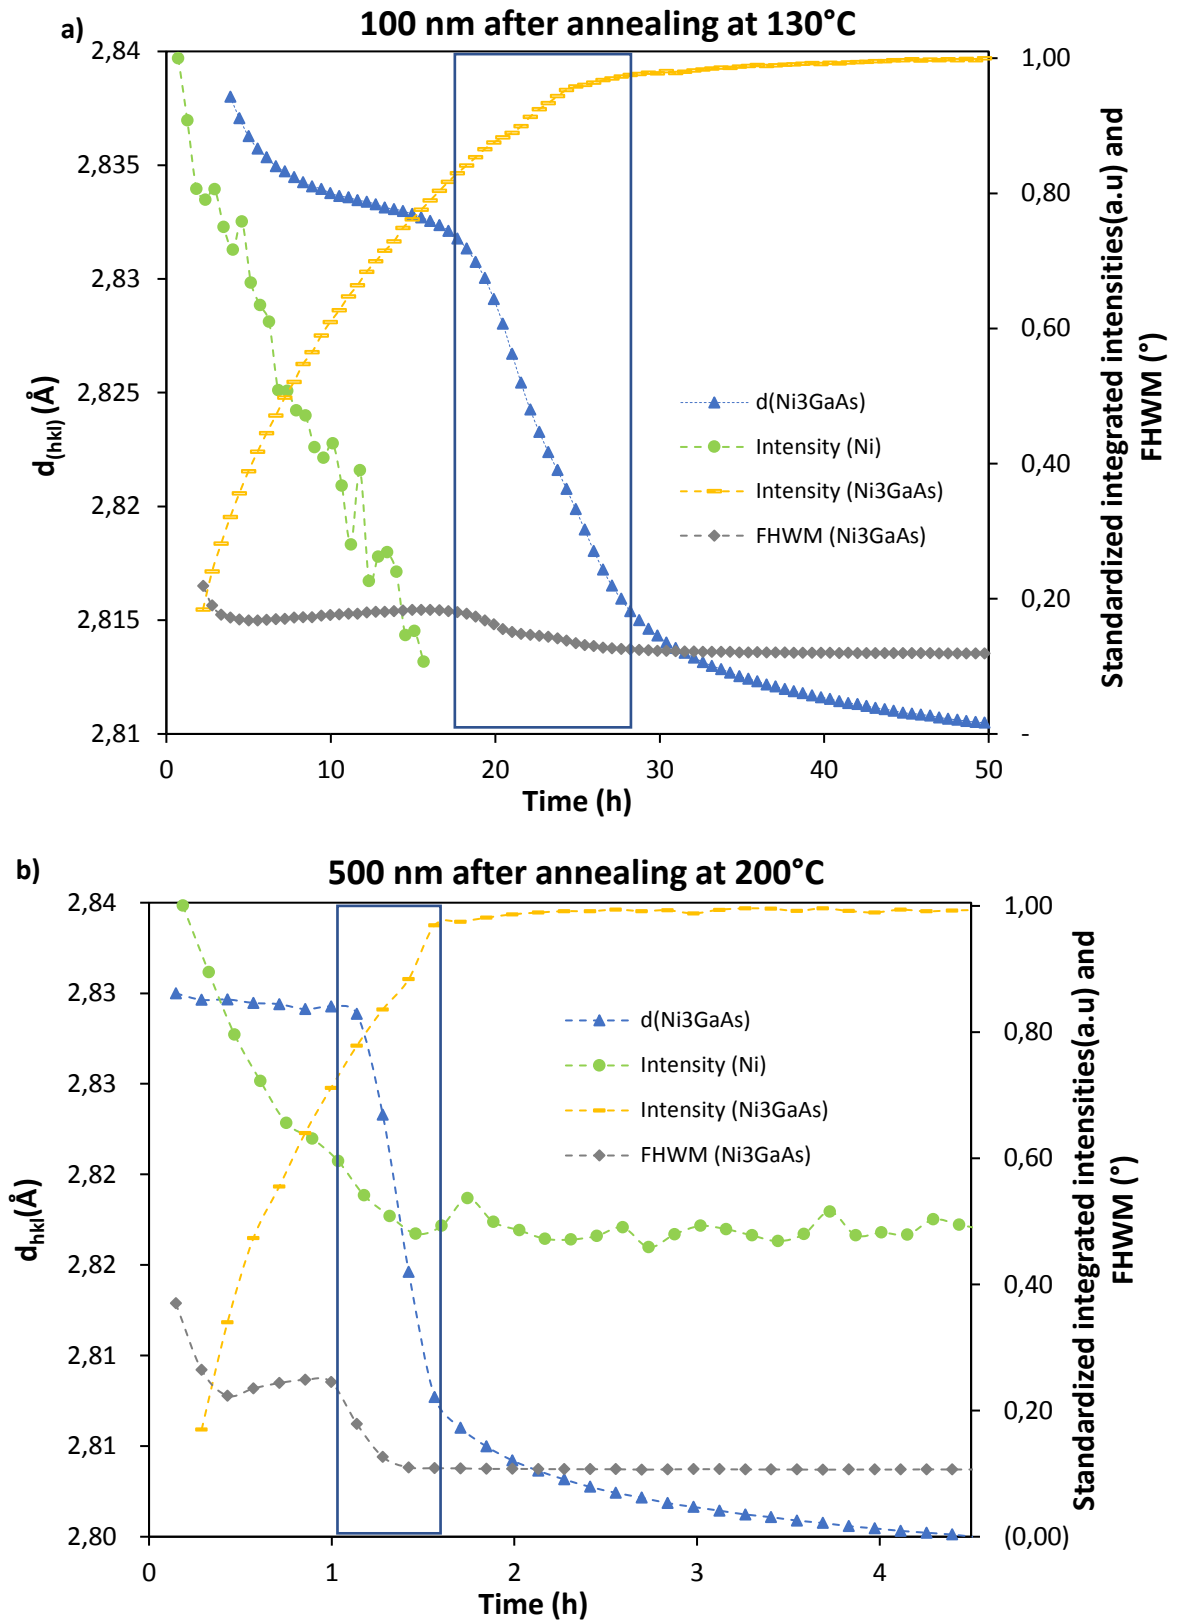 a)
100 nm after annealing at 130°C
2,84
2,835
2,83
2,825
2,82
2,815
2,81
d(hkl) (Å)
1,00
0,80
0,60
0,40
0,20
-
Standardized integrated intensities(a.u) and
FHWM (°)
d(Ni3GaAs)
Intensity (Ni)
Intensity (Ni3GaAs)
FHWM (Ni3GaAs)
0 10 20 30 40 50
Time (h)
b)
500 nm after annealing at 200°C
2,84
2,83
2,83
2,82
2,82
2,81
2,81
2,80
dhkl(Å)
1,00
0,80
0,60
0,40
0,20
(0,00)
Standardized integrated intensities(a.u) and
FHWM (°)
d(Ni3GaAs)
Intensity (Ni)
Intensity (Ni3GaAs)
FHWM (Ni3GaAs)
0 1 2 3 4
Time (h)